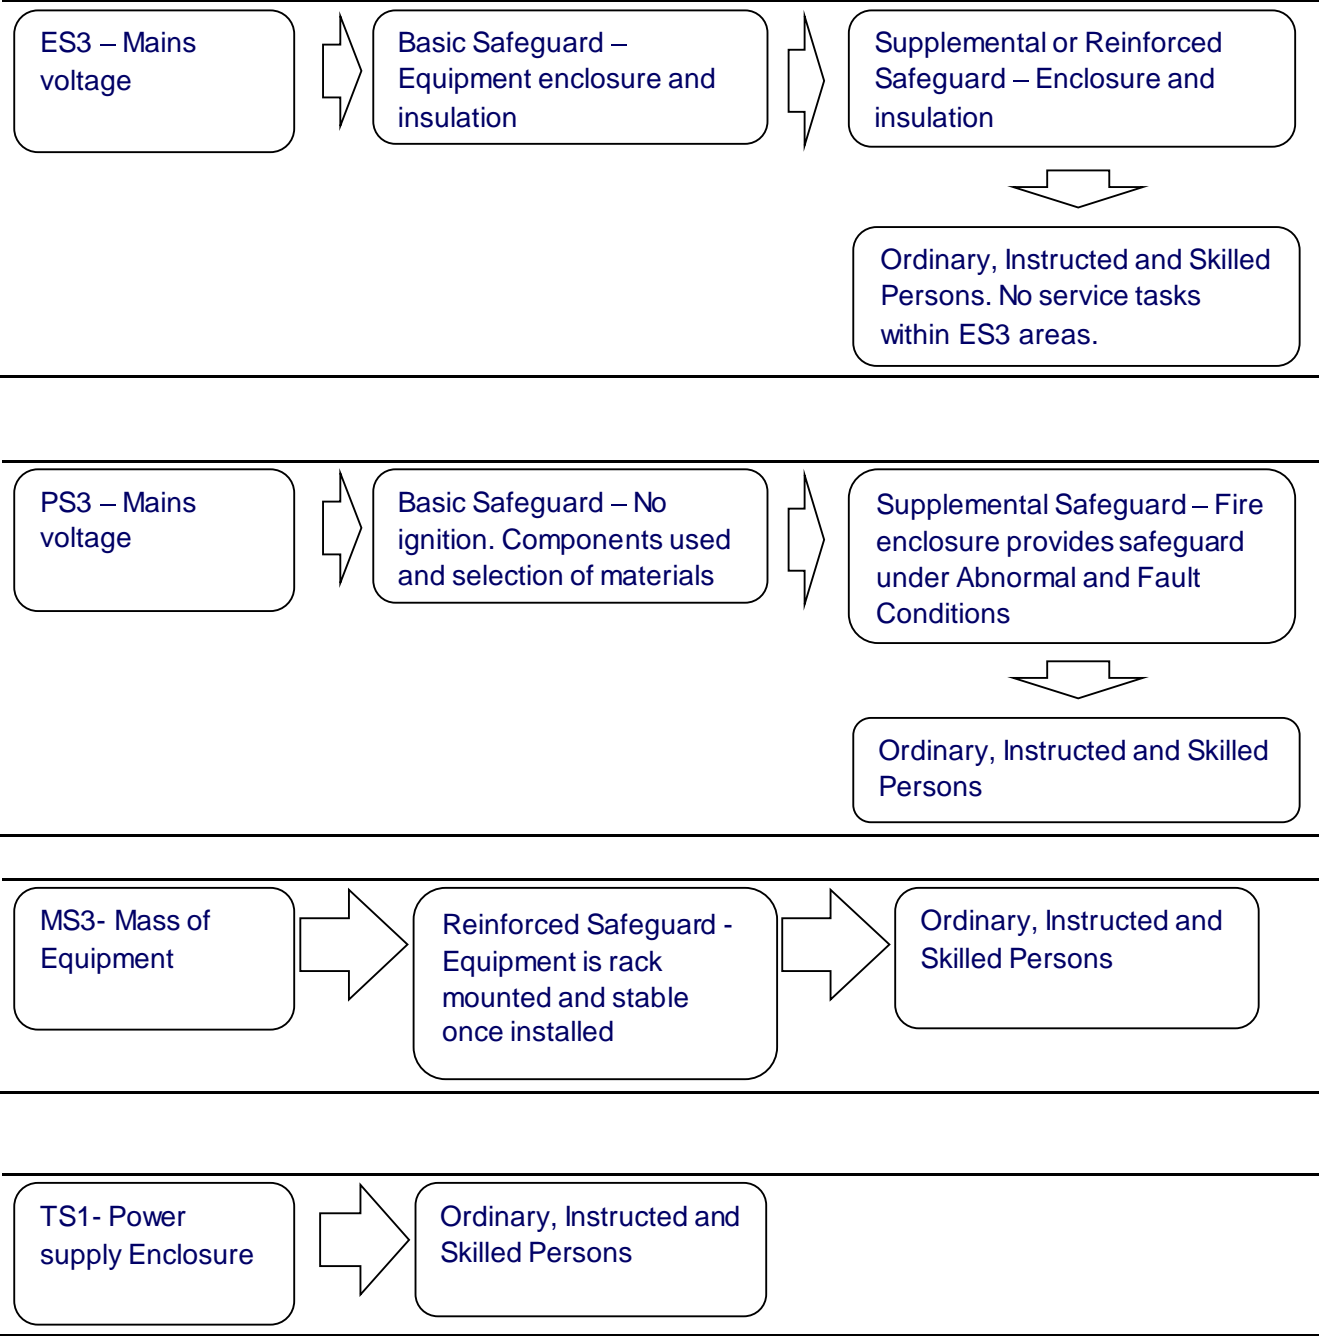 ES3 – Mains
voltage
Basic Safeguard –
Equipment enclosure and
insulation
Supplemental or Reinforced
Safeguard – Enclosure and
insulation
Ordinary, Instructed and Skilled
Persons. No service tasks
within ES3 areas.
PS3 – Mains
voltage
Basic Safeguard – No
ignition. Components used
and selection of materials
Supplemental Safeguard – Fire
enclosure provides safeguard
under Abnormal and Fault
Conditions
Ordinary, Instructed and Skilled
Persons
MS3- Mass of
Equipment
Reinforced Safeguard -
Equipment is rack
mounted and stable
once installed
Ordinary, Instructed and
Skilled Persons
TS1- Power
supply Enclosure
Ordinary, Instructed and
Skilled Persons